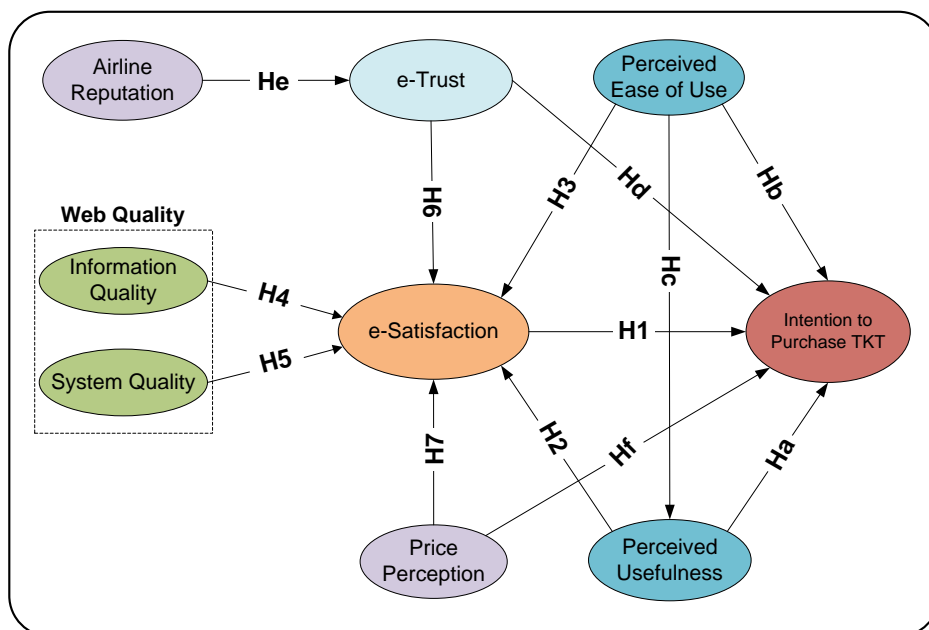 Airline
Reputation
He
e-Trust
Perceived
Ease of Use
H6
H3
Hd
Hb
Web Quality
Information
Quality
H4
Hc
e-Satisfaction
H1
Intention to
Purchase TKT
System Quality
H5
H7
H2
Hf
Ha
Price
Perception
Perceived
Usefulness